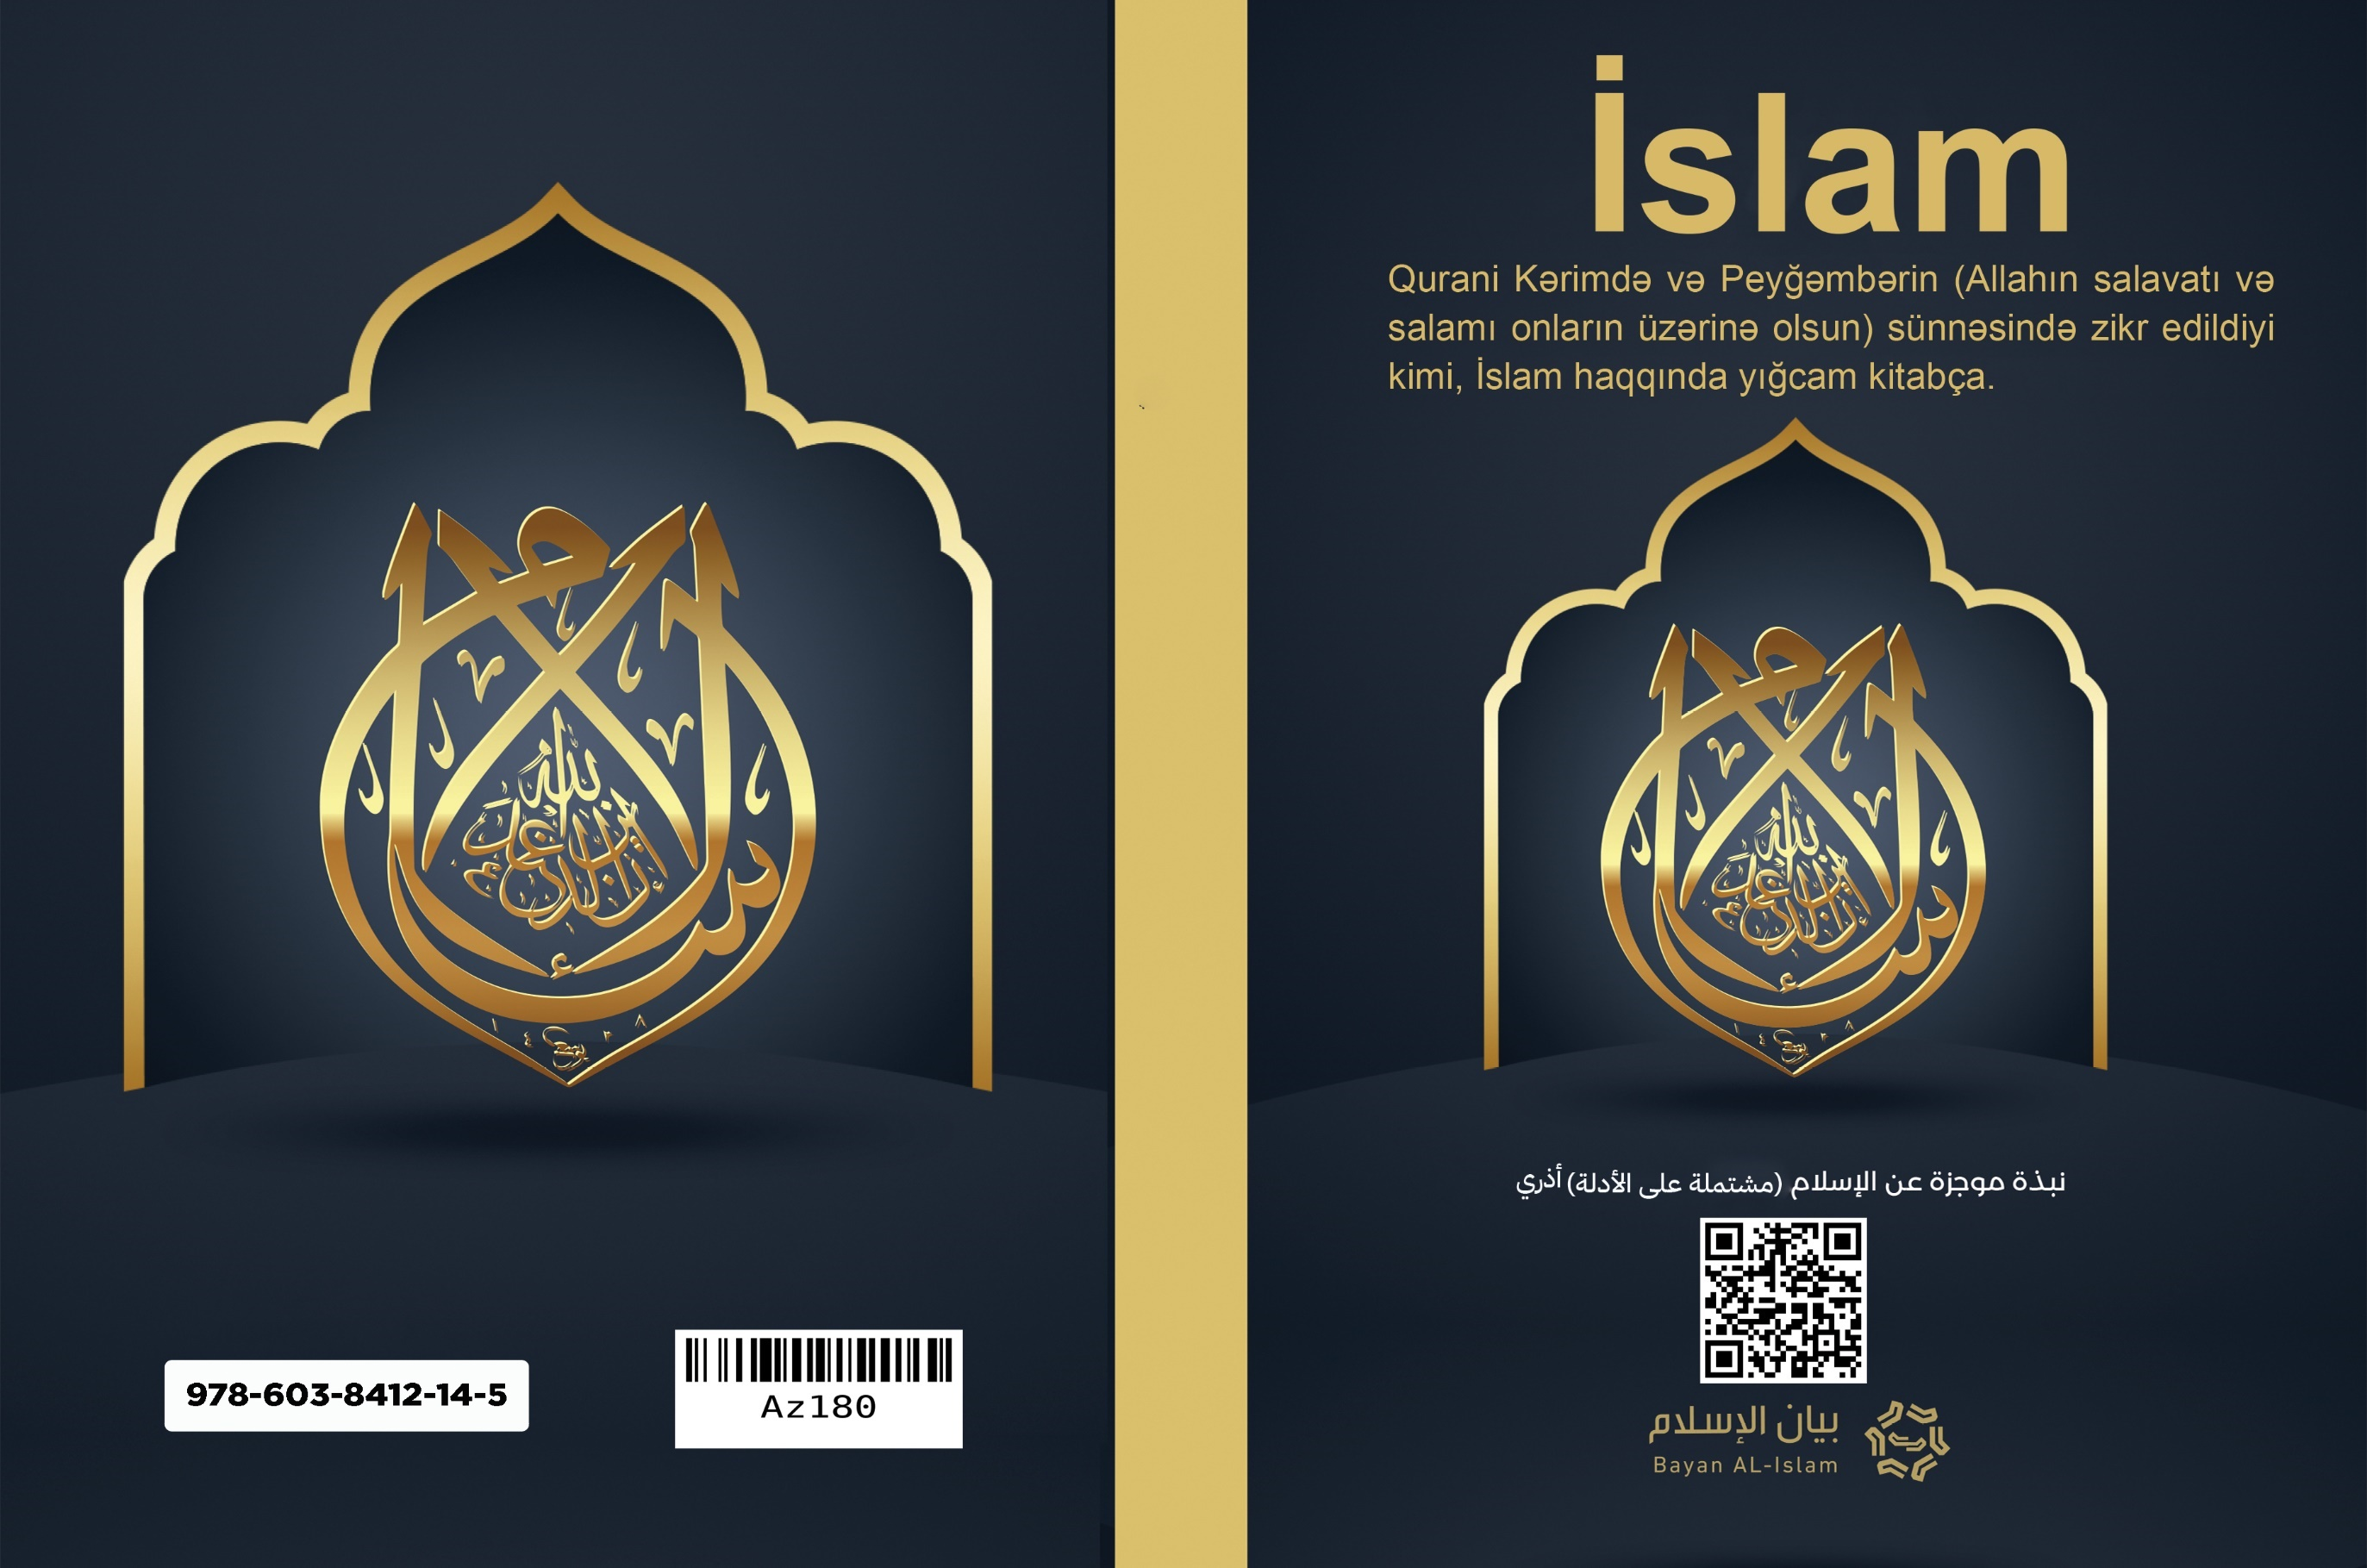 İslam
Qurani Kərimdə və Peyğəmbərin (Allahın salavatı və
salamı onların üzərinə olsun) sünnəsində zikr edildiyi
kimi, İslam haqqında yığcam kitabça.
نبذة موجزة عن الإسلام (مشتملة على الأدلة) أذري
بيان الإسلام
Bayan AL-Islam
978-603-8412-14-5
Az180